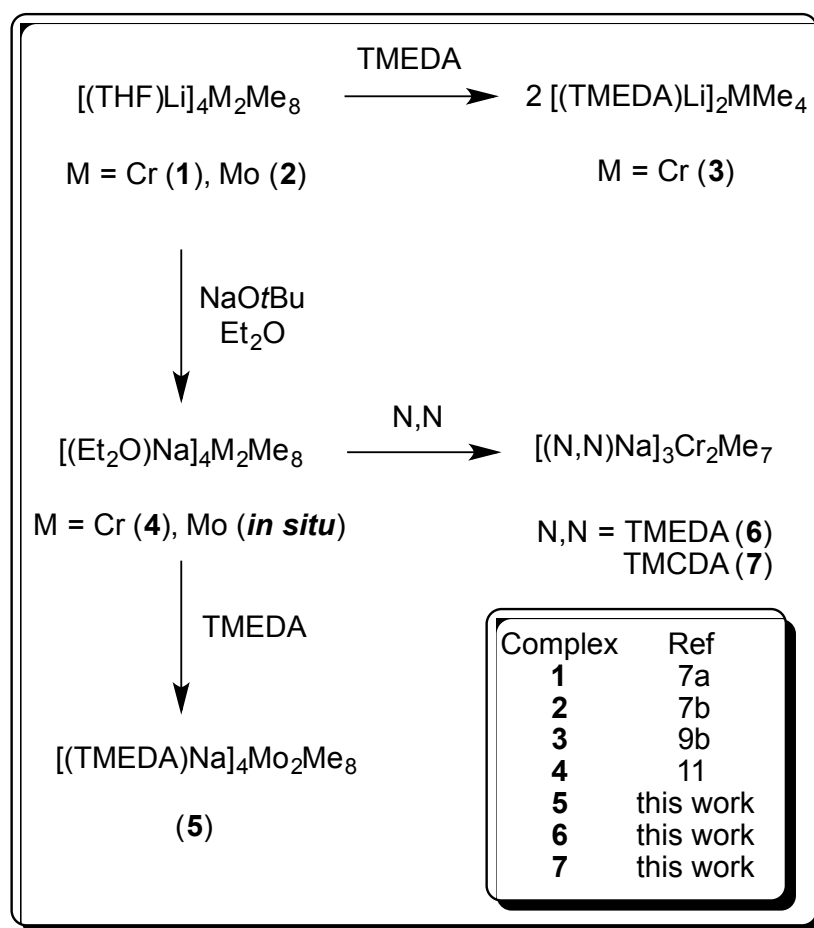 TMEDA
[(THF)Li]₄M₂Me₈
2 [(TMEDA)Li]₂MMe₄
M = Cr (1), Mo (2)
M = Cr (3)
NaOtBu
Et₂O
N,N
[(Et₂O)Na]₄M₂Me₈
[(N,N)Na]₃Cr₂Me₇
M = Cr (4), Mo (in situ)
N,N = TMEDA (6)
TMCDA (7)
TMEDA
[(TMEDA)Na]₄Mo₂Me₈
(5)
Complex Ref
1 7a
2 7b
3 9b
4 11
5 this work
6 this work
7 this work